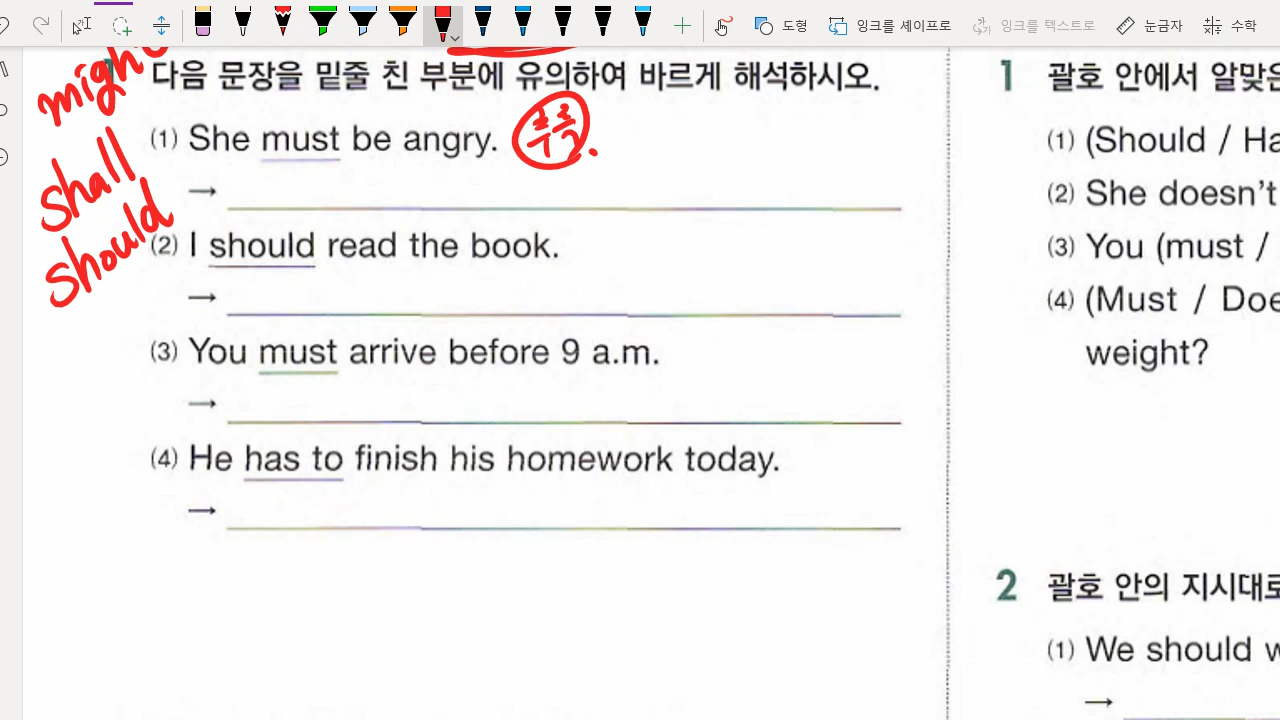 도형
잉크를 셰이프로
잉크를 텍스트로
눈금자
수학
might
shall
should
다음 문장을 밑줄 친 부분에 유의하여 바르게 해석하시오.
(1) She must be angry.
→
(2) I should read the book.
→
(3) You must arrive before 9 a.m.
→
(4) He has to finish his homework today.
→
1 괄호 안에서 알맞은
(1) (Should / Ha
(2) She doesn't
(3) You (must /
(4) (Must / Doe
weight?
2 괄호 안의 지시대로
(1) We should w
→